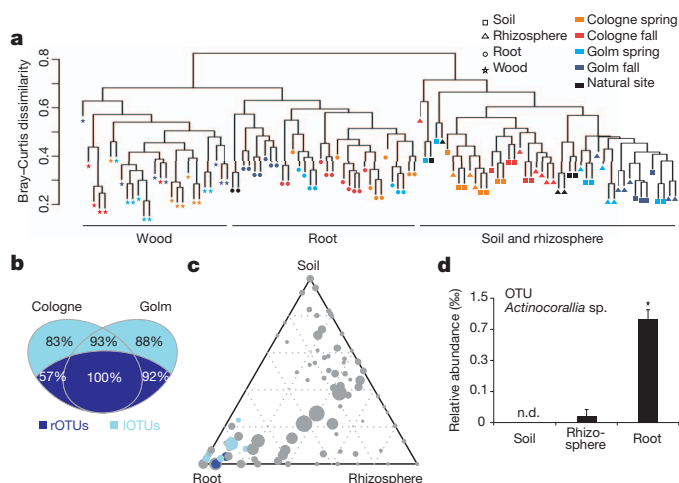 a
Bray–Curtis dissimilarity
0.8
0.6
0.4
0.2
Soil
Rhizosphere
Root
Wood
Cologne spring
Cologne fall
Golm spring
Golm fall
Natural site
Wood
Root
Soil and rhizosphere
b
Cologne
Golm
83%
93%
88%
57%
100%
92%
rOTUs
lOTUs
c
Soil
Root
Rhizosphere
d
Relative abundance (‰)
1.5
0.7
0.3
0.1
0
OTU
Actinocorallia sp.
*
n.d.
Soil
Rhizo-
sphere
Root